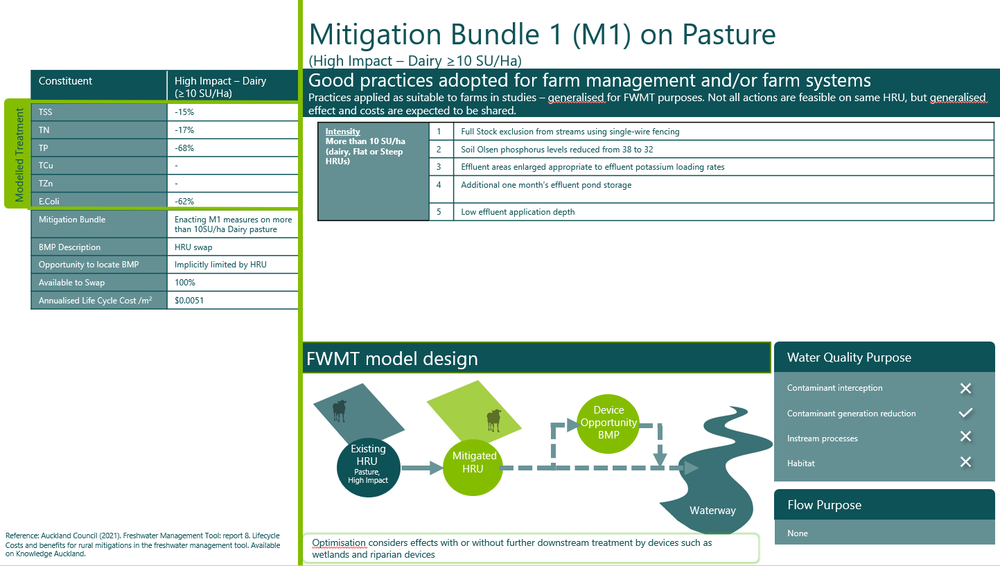 Mitigation Bundle 1 (M1) on Pasture
(High Impact – Dairy ≥10 SU/Ha)
Constituent
High Impact – Dairy
(≥10 SU/Ha)
Modelled Treatment
TSS
-15%
TN
-17%
TP
-68%
TCu
-
TZn
-
E.Coli
-62%
Mitigation Bundle
Enacting M1 measures on more
than 10SU/ha Dairy pasture
BMP Description
HRU swap
Opportunity to locate BMP
Implicitly limited by HRU
Available to Swap
100%
Annualised Life Cycle Cost /m²
$0.0051
Reference: Auckland Council (2021). Freshwater Management Tool: report 8. Lifecycle
Costs and benefits for rural mitigations in the freshwater management tool. Available
on Knowledge Auckland.
Good practices adopted for farm management and/or farm systems
Practices applied as suitable to farms in studies – generalised for FWMT purposes. Not all actions are feasible on same HRU, but generalised
effect and costs are expected to be shared.
Intensity
More than 10 SU/ha
(dairy, Flat or Steep
HRUs)
1
Full Stock exclusion from streams using single-wire fencing
2
Soil Olsen phosphorus levels reduced from 38 to 32
3
Effluent areas enlarged appropriate to effluent potassium loading rates
4
Additional one month's effluent pond storage
5
Low effluent application depth
FWMT model design
Existing
HRU
Pasture,
High Impact
Mitigated
HRU
Device
Opportunity
BMP
Waterway
Optimisation considers effects with or without further downstream treatment by devices such as
wetlands and riparian devices
Water Quality Purpose
Contaminant interception
Contaminant generation reduction
Instream processes
Habitat
Flow Purpose
None